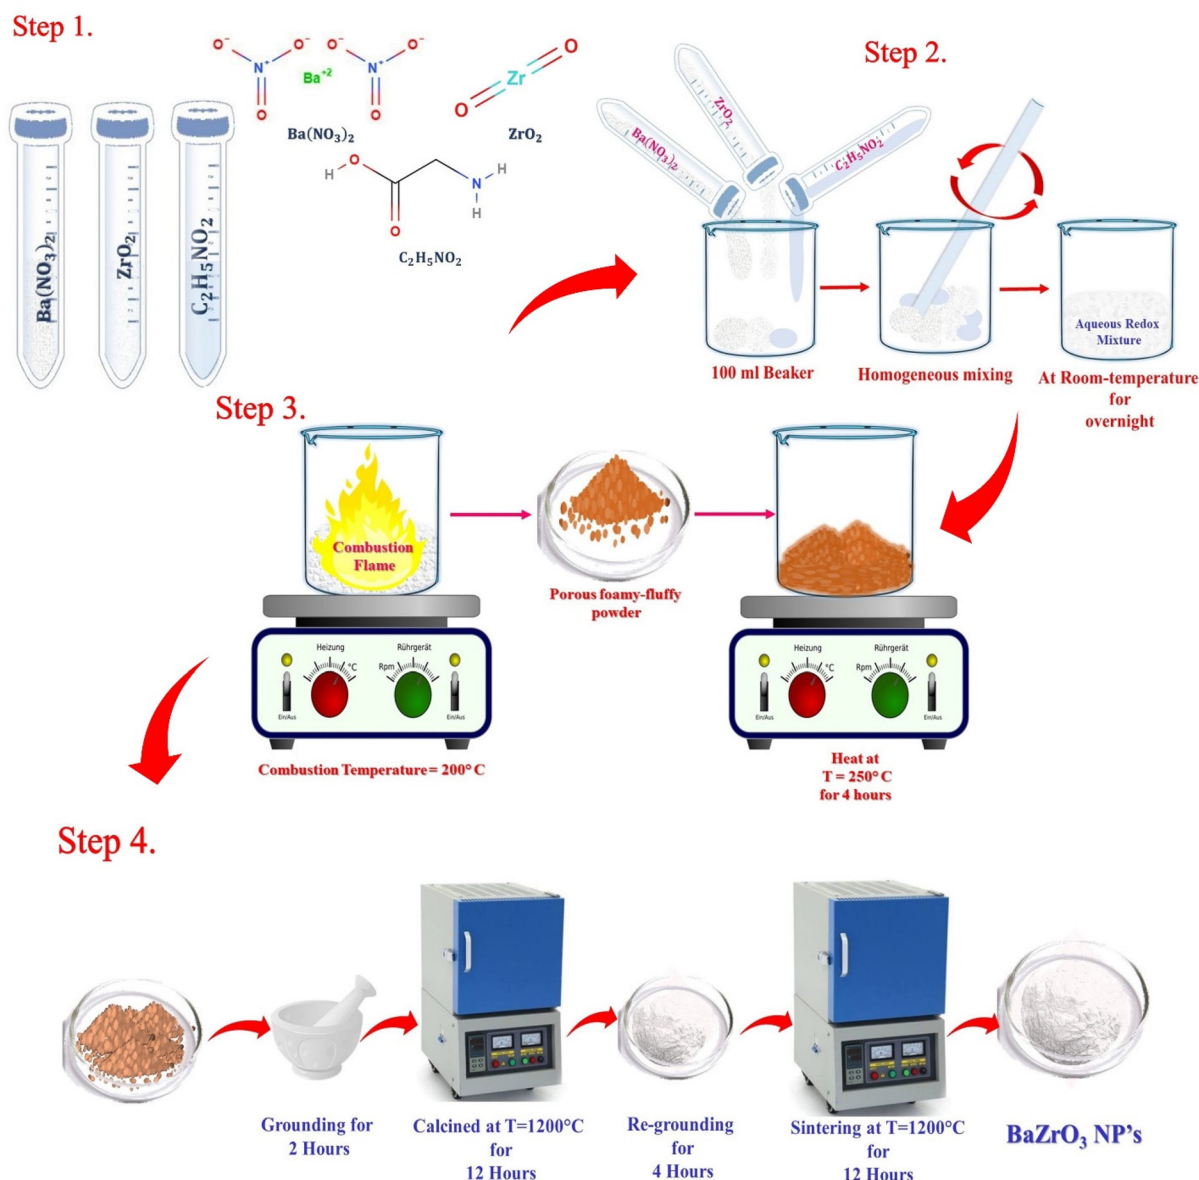 Step 1.
O⁻ O⁻ O⁻ O⁻
N⁺ Ba⁺² N⁺
O O
Ba(NO₃)₂
O
Zr
O
ZrO₂
H O
N H
H
O
C₂H₅NO₂
Ba(NO₃)₂
ZrO₂
C₂H₅NO₂
Step 2.
Ba(NO₃)₂
ZrO₂
C₂H₅NO₂
100 ml Beaker
Homogeneous mixing
Aqueous Redox
Mixture
At Room-temperature
for
overnight
Step 3.
Combustion
Flame
Heizung
°C
Rührgerät
Rpm
Ein/Aus
Ein/Aus
Combustion Temperature = 200° C
Porous foamy-fluffy
powder
Heizung
°C
Rührgerät
Rpm
Ein/Aus
Ein/Aus
Heat at
T = 250° C
for 4 hours
Step 4.
Grounding for
2 Hours
Calcined at T=1200°C
for
12 Hours
Re-grounding
for
4 Hours
Sintering at T=1200°C
for
12 Hours
BaZrO₃ NP's